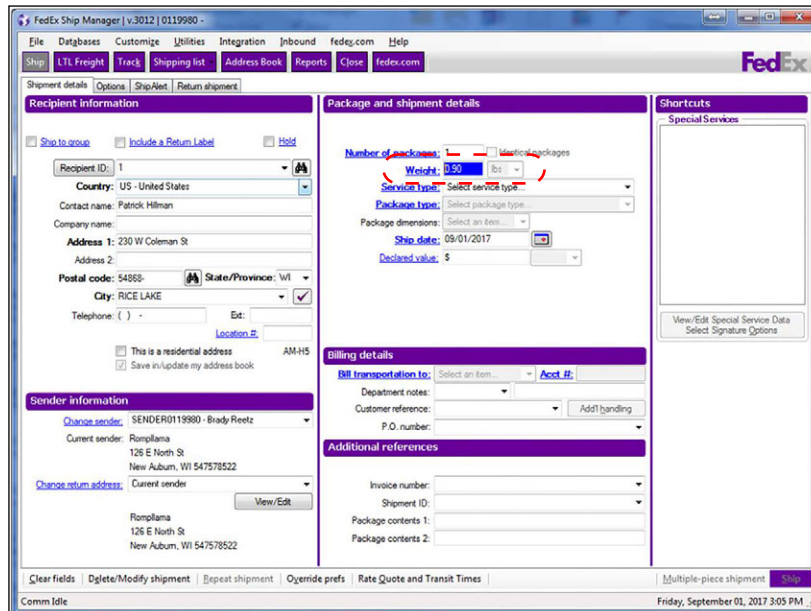 FedEx Ship Manager | v.3012 | 0119980 -
File Databases Customize Utilities Integration Inbound fedex.com Help
Ship LTL Freight Track Shipping list Address Book Reports Close fedex.com
FedEx
Shipment details Options ShipAlert Return shipment
Recipient information
Ship to group Include a Return Label Hold
Recipient ID: 1
Country: US - United States
Contact name: Patrick Hillman
Company name:
Address 1: 230 W Coleman St
Address 2:
Postal code: 54868- State/Province: WI
City: RICE LAKE
Telephone: ( ) - Ext:
Location #:
This is a residential address AM-H5
Save in/update my address book
Sender information
Change sender: SENDER0119980 - Brady Reetz
Current sender: Rompllama
126 E North St
New Auburn, WI 547578522
Change return address: Current sender
View/Edit
Rompllama
126 E North St
New Auburn, WI 547578522
Package and shipment details
Number of packages: 1 Identical packages
Weight: 0.90 lbs
Service type: Select service type...
Package type: Select package type...
Package dimensions: Select an item...
Ship date: 09/01/2017
Declared value: $
Billing details
Bill transportation to: Select an item... Acct #:
Department notes:
Customer reference: Add'l handling
P.O. number:
Additional references
Invoice number:
Shipment ID:
Package contents 1:
Package contents 2:
Shortcuts
Special Services
View/Edit Special Service Data
Select Signature Options
Clear fields Delete/Modify shipment Repeat shipment Override prefs Rate Quote and Transit Times Multiple-piece shipment Ship
Comm Idle Friday, September 01, 2017 3:05 PM